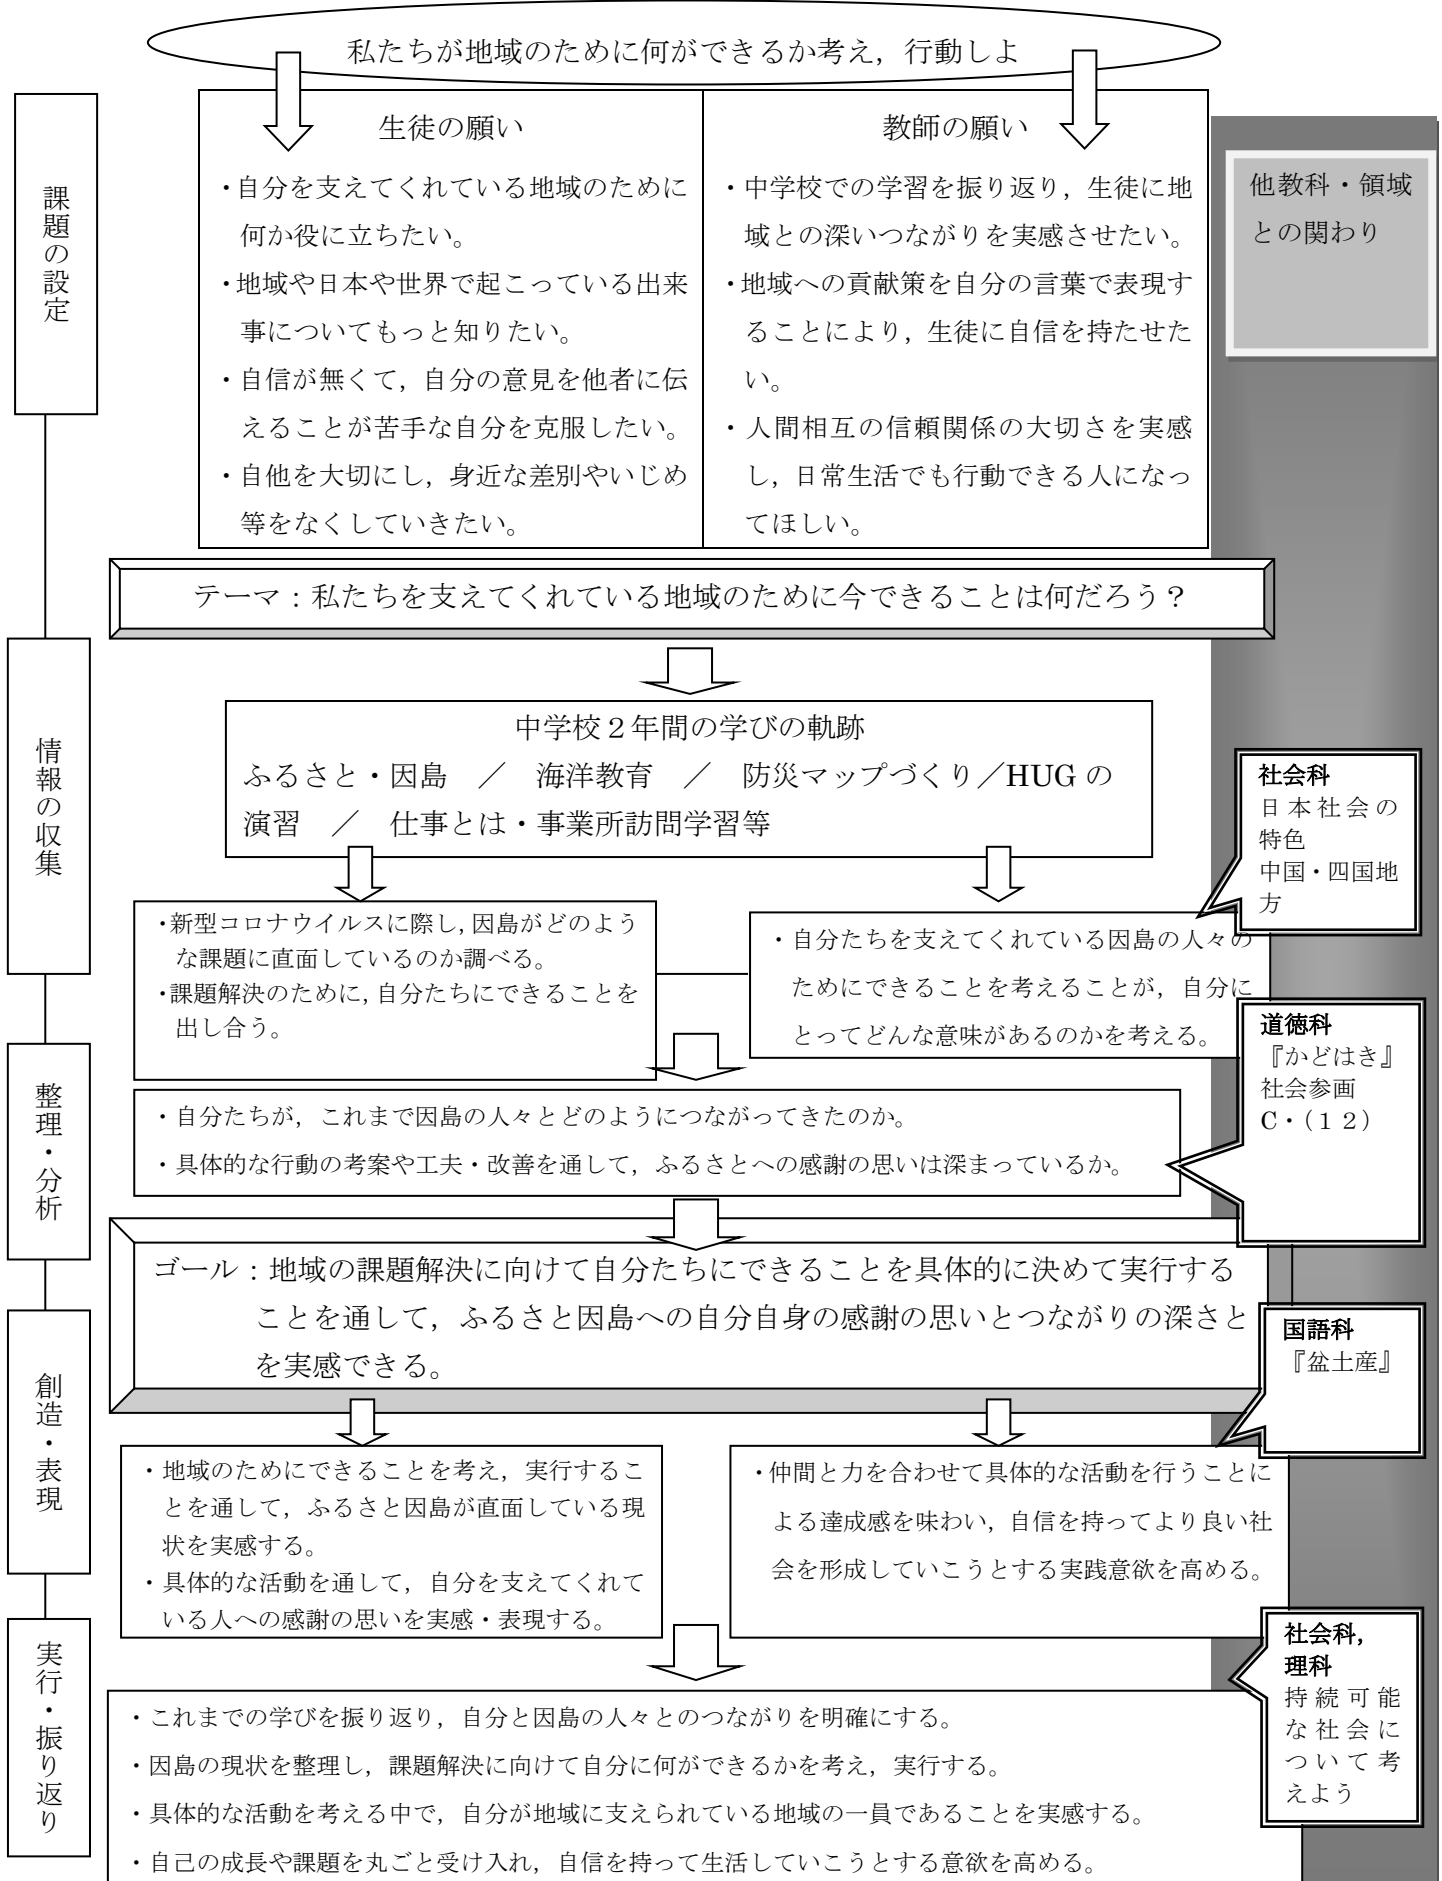 私たちが地域のために何ができるか考え，行動しよ
課題の設定
生徒の願い
・自分を支えてくれている地域のために
何か役に立ちたい。
・地域や日本や世界で起こっている出来
事についてもっと知りたい。
・自信が無くて，自分の意見を他者に伝
えることが苦手な自分を克服したい。
・自他を大切にし，身近な差別やいじめ
等をなくしていきたい。
教師の願い
・中学校での学習を振り返り，生徒に地
域との深いつながりを実感させたい。
・地域への貢献策を自分の言葉で表現す
ることにより，生徒に自信を持たせた
い。
・人間相互の信頼関係の大切さを実感
し，日常生活でも行動できる人になっ
てほしい。
他教科・領域
との関わり
テーマ：私たちを支えてくれている地域のために今できることは何だろう？
情報の収集
中学校２年間の学びの軌跡
ふるさと・因島　／　海洋教育　／　防災マップづくり／HUG の
演習　／　仕事とは・事業所訪問学習等
社会科
日本社会の
特色
中国・四国地
方
・新型コロナウイルスに際し，因島がどのよう
な課題に直面しているのか調べる。
・課題解決のために，自分たちにできることを
出し合う。
・自分たちを支えてくれている因島の人々の
ためにできることを考えることが，自分に
とってどんな意味があるのかを考える。
道徳科
『かどはき』
社会参画
C・(１２)
整理・分析
・自分たちが，これまで因島の人々とどのようにつながってきたのか。
・具体的な行動の考案や工夫・改善を通して，ふるさとへの感謝の思いは深まっているか。
ゴール：地域の課題解決に向けて自分たちにできることを具体的に決めて実行する
ことを通して，ふるさと因島への自分自身の感謝の思いとつながりの深さと
を実感できる。
国語科
『盆土産』
創造・表現
・地域のためにできることを考え，実行するこ
とを通して，ふるさと因島が直面している現
状を実感する。
・具体的な活動を通して，自分を支えてくれて
いる人への感謝の思いを実感・表現する。
・仲間と力を合わせて具体的な活動を行うことに
よる達成感を味わい，自信を持ってより良い社
会を形成していこうとする実践意欲を高める。
社会科，
理科
持続可能
な社会に
ついて考
えよう
実行・振り返り
・これまでの学びを振り返り，自分と因島の人々とのつながりを明確にする。
・因島の現状を整理し，課題解決に向けて自分に何ができるかを考え，実行する。
・具体的な活動を考える中で，自分が地域に支えられている地域の一員であることを実感する。
・自己の成長や課題を丸ごと受け入れ，自信を持って生活していこうとする意欲を高める。